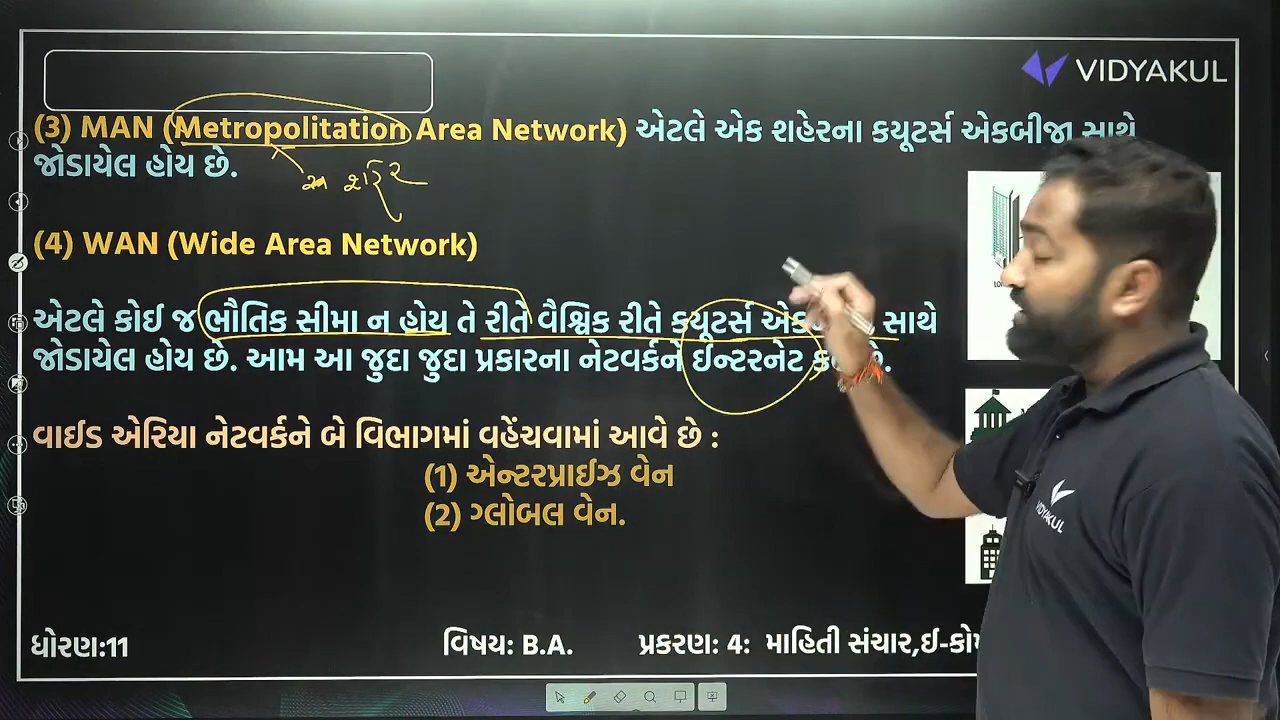 VIDYAKUL
(3) MAN (Metropolitation Area Network) એટલે એક શહેરના કયૂટર્સ એકબીજા સાથે
જોડાયેલ હોય છે.
(4) WAN (Wide Area Network)
એટલે કોઈ જ ભૌતિક સીમા ન હોય તે રીતે વૈશ્વિક રીતે કયૂટર્સ સાથે
જોડાયેલ હોય છે. આમ આ જુદા જુદા પ્રકારના નેટવર્કને ઈન્ટરનેટ છે.
વાઈડ એરિયા નેટવર્કને બે વિભાગમાં વહેંચવામાં આવે છે :
(1) એન્ટરપ્રાઈઝ વેન
(2) ગ્લોબલ વેન.
VIDYAKUL
ધોરણ:11 વિષય: B.A. પ્રકરણ: 4: માહિતી સંચાર,